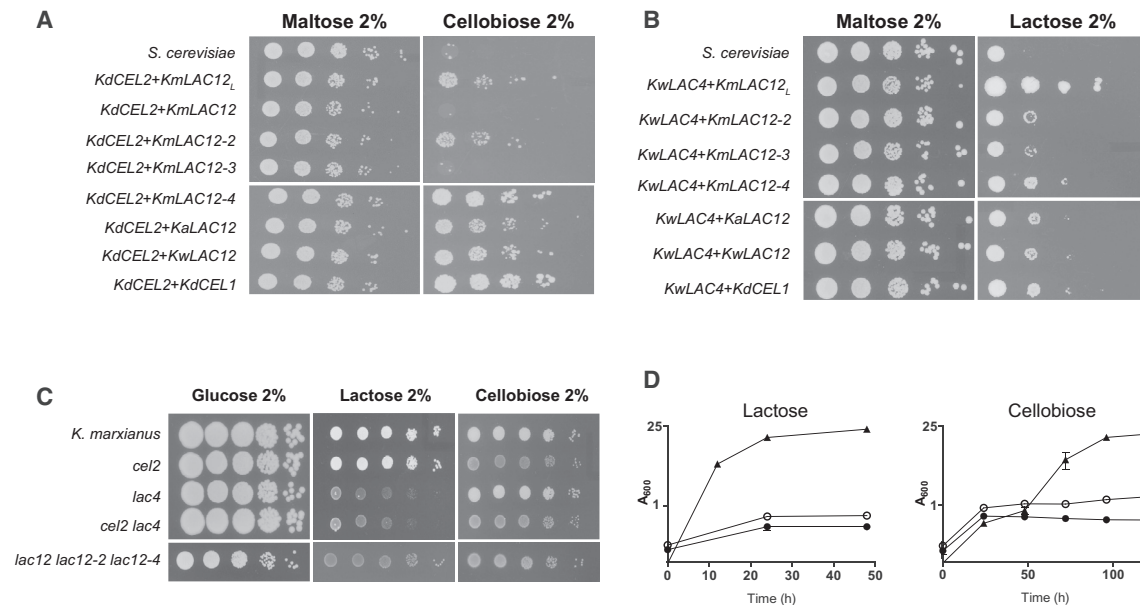 A
Maltose 2%
Cellobiose 2%
S. cerevisiae
KdCEL2+KmLAC12L
KdCEL2+KmLAC12
KdCEL2+KmLAC12-2
KdCEL2+KmLAC12-3
KdCEL2+KmLAC12-4
KdCEL2+KaLAC12
KdCEL2+KwLAC12
KdCEL2+KdCEL1
B
Maltose 2%
Lactose 2%
S. cerevisiae
KwLAC4+KmLAC12L
KwLAC4+KmLAC12-2
KwLAC4+KmLAC12-3
KwLAC4+KmLAC12-4
KwLAC4+KaLAC12
KwLAC4+KwLAC12
KwLAC4+KdCEL1
C
Glucose 2%
Lactose 2%
Cellobiose 2%
K. marxianus
cel2
lac4
cel2 lac4
lac12 lac12-2 lac12-4
D
Lactose
25
1
A600
0 10 20 30 40 50
Time (h)
Cellobiose
25
1
A600
0 50 100
Time (h)